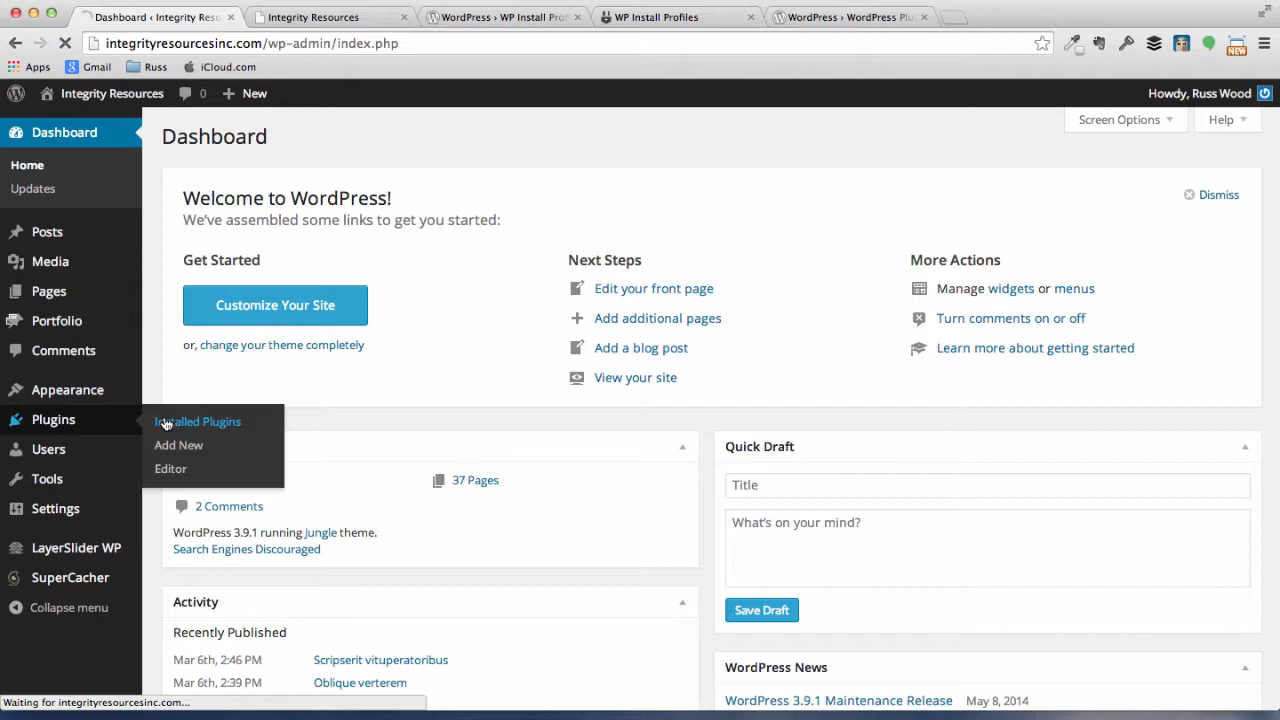 Dashboard ‹ Integrity Reso
Integrity Resources
WordPress › WP Install Prof
WP Install Profiles
WordPress › WordPress Plu
integrityresourcesinc.com/wp-admin/index.php
Apps Gmail Russ iCloud.com
NEW
Integrity Resources 0 New
Howdy, Russ Wood
Dashboard
Home
Updates
Posts
Media
Pages
Portfolio
Comments
Appearance
Plugins
Installed Plugins
Add New
Editor
Users
Tools
Settings
LayerSlider WP
SuperCacher
Collapse menu
Dashboard
Screen Options
Help
Welcome to WordPress!
Dismiss
We've assembled some links to get you started:
Get Started
Customize Your Site
or, change your theme completely
Next Steps
Edit your front page
Add additional pages
Add a blog post
View your site
More Actions
Manage widgets or menus
Turn comments on or off
Learn more about getting started
37 Pages
2 Comments
WordPress 3.9.1 running Jungle theme.
Search Engines Discouraged
Activity
Recently Published
Mar 6th, 2:46 PM Scripserit vituperatoribus
Mar 6th, 2:39 PM Oblique verterem
Quick Draft
Title
What's on your mind?
Save Draft
WordPress News
WordPress 3.9.1 Maintenance Release May 8, 2014
Waiting for integrityresourcesinc.com...